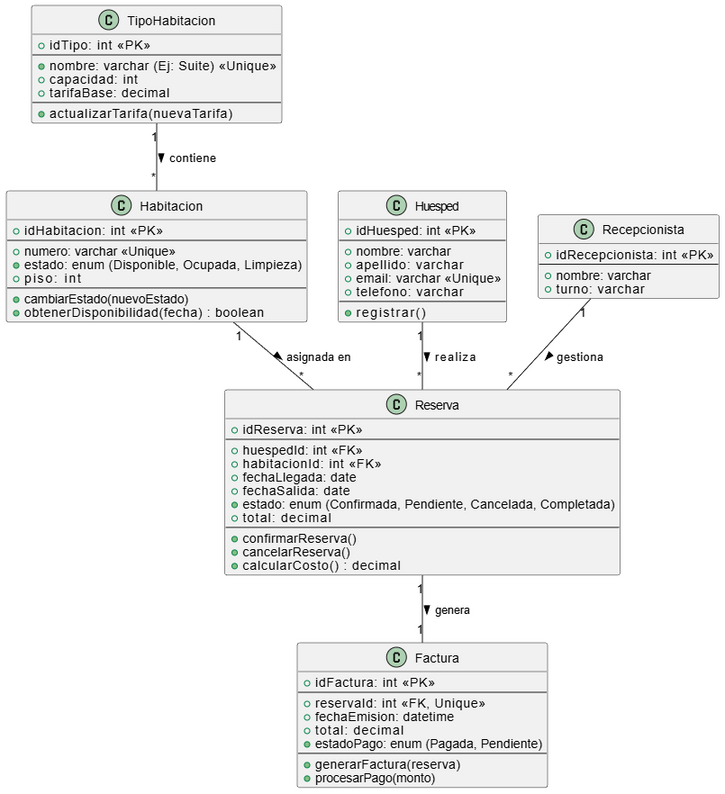 C TipoHabitacion
idTipo: int «PK»
nombre: varchar (Ej: Suite) «Unique»
capacidad: int
tarifaBase: decimal
actualizarTarifa(nuevaTarifa)
1
contiene
*
C Habitacion
idHabitacion: int «PK»
numero: varchar «Unique»
estado: enum (Disponible, Ocupada, Limpieza)
piso: int
cambiarEstado(nuevoEstado)
obtenerDisponibilidad(fecha) : boolean
C Huesped
idHuesped: int «PK»
nombre: varchar
apellido: varchar
email: varchar «Unique»
telefono: varchar
registrar()
C Recepcionista
idRecepcionista: int «PK»
nombre: varchar
turno: varchar
1
asignada en
*
1
realiza
*
1
gestiona
*
C Reserva
idReserva: int «PK»
huespedId: int «FK»
habitacionId: int «FK»
fechaLlegada: date
fechaSalida: date
estado: enum (Confirmada, Pendiente, Cancelada, Completada)
total: decimal
confirmarReserva()
cancelarReserva()
calcularCosto() : decimal
1
genera
1
C Factura
idFactura: int «PK»
reservaId: int «FK, Unique»
fechaEmision: datetime
total: decimal
estadoPago: enum (Pagada, Pendiente)
generarFactura(reserva)
procesarPago(monto)